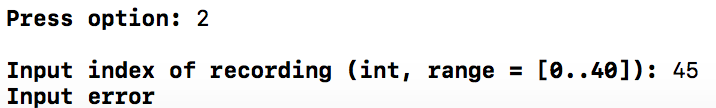 Press option: 2
Input index of recording (int, range = [0..40]): 45
Input error